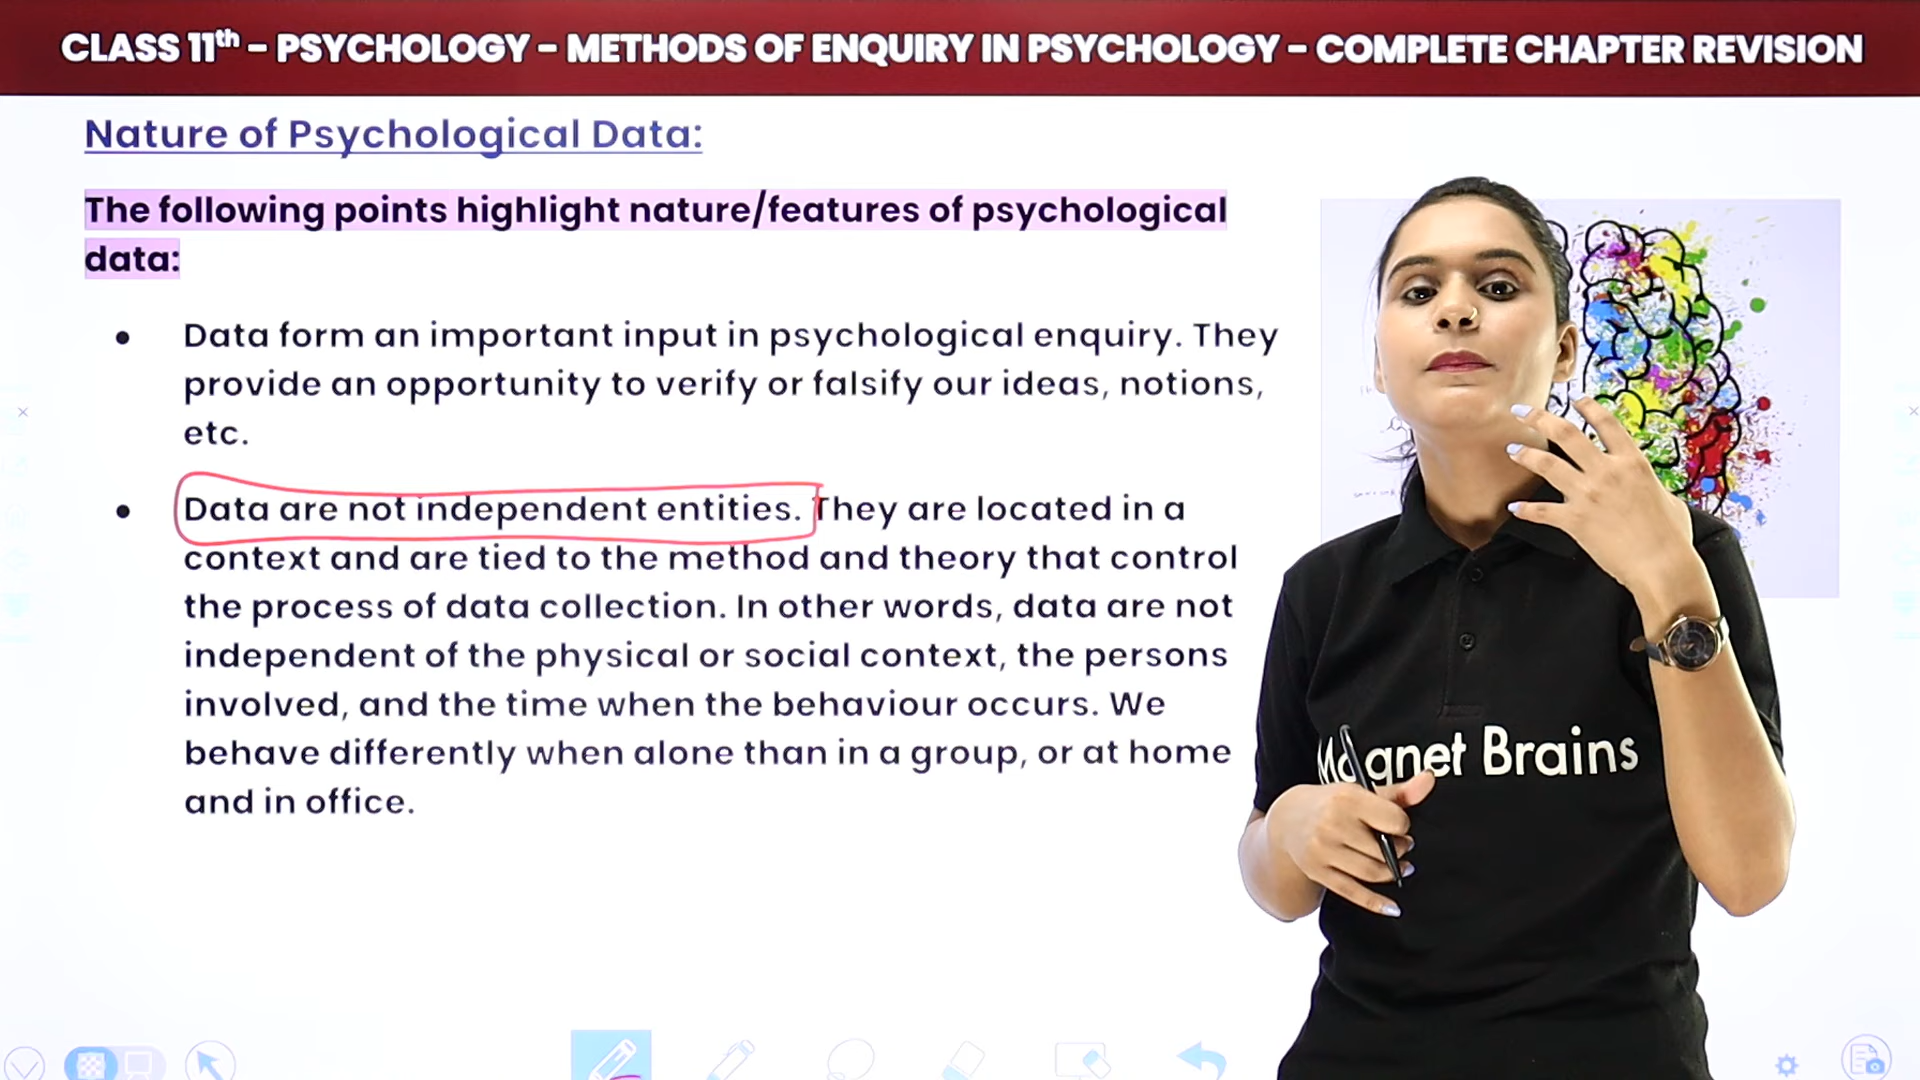 CLASS 11th – PSYCHOLOGY – METHODS OF ENQUIRY IN PSYCHOLOGY – COMPLETE CHAPTER REVISION
Nature of Psychological Data:
The following points highlight nature/features of psychological
data:
• Data form an important input in psychological enquiry. They
provide an opportunity to verify or falsify our ideas, notions,
etc.
• Data are not independent entities. They are located in a
context and are tied to the method and theory that control
the process of data collection. In other words, data are not
independent of the physical or social context, the persons
involved, and the time when the behaviour occurs. We
behave differently when alone than in a group, or at home
and in office.
Magnet Brains